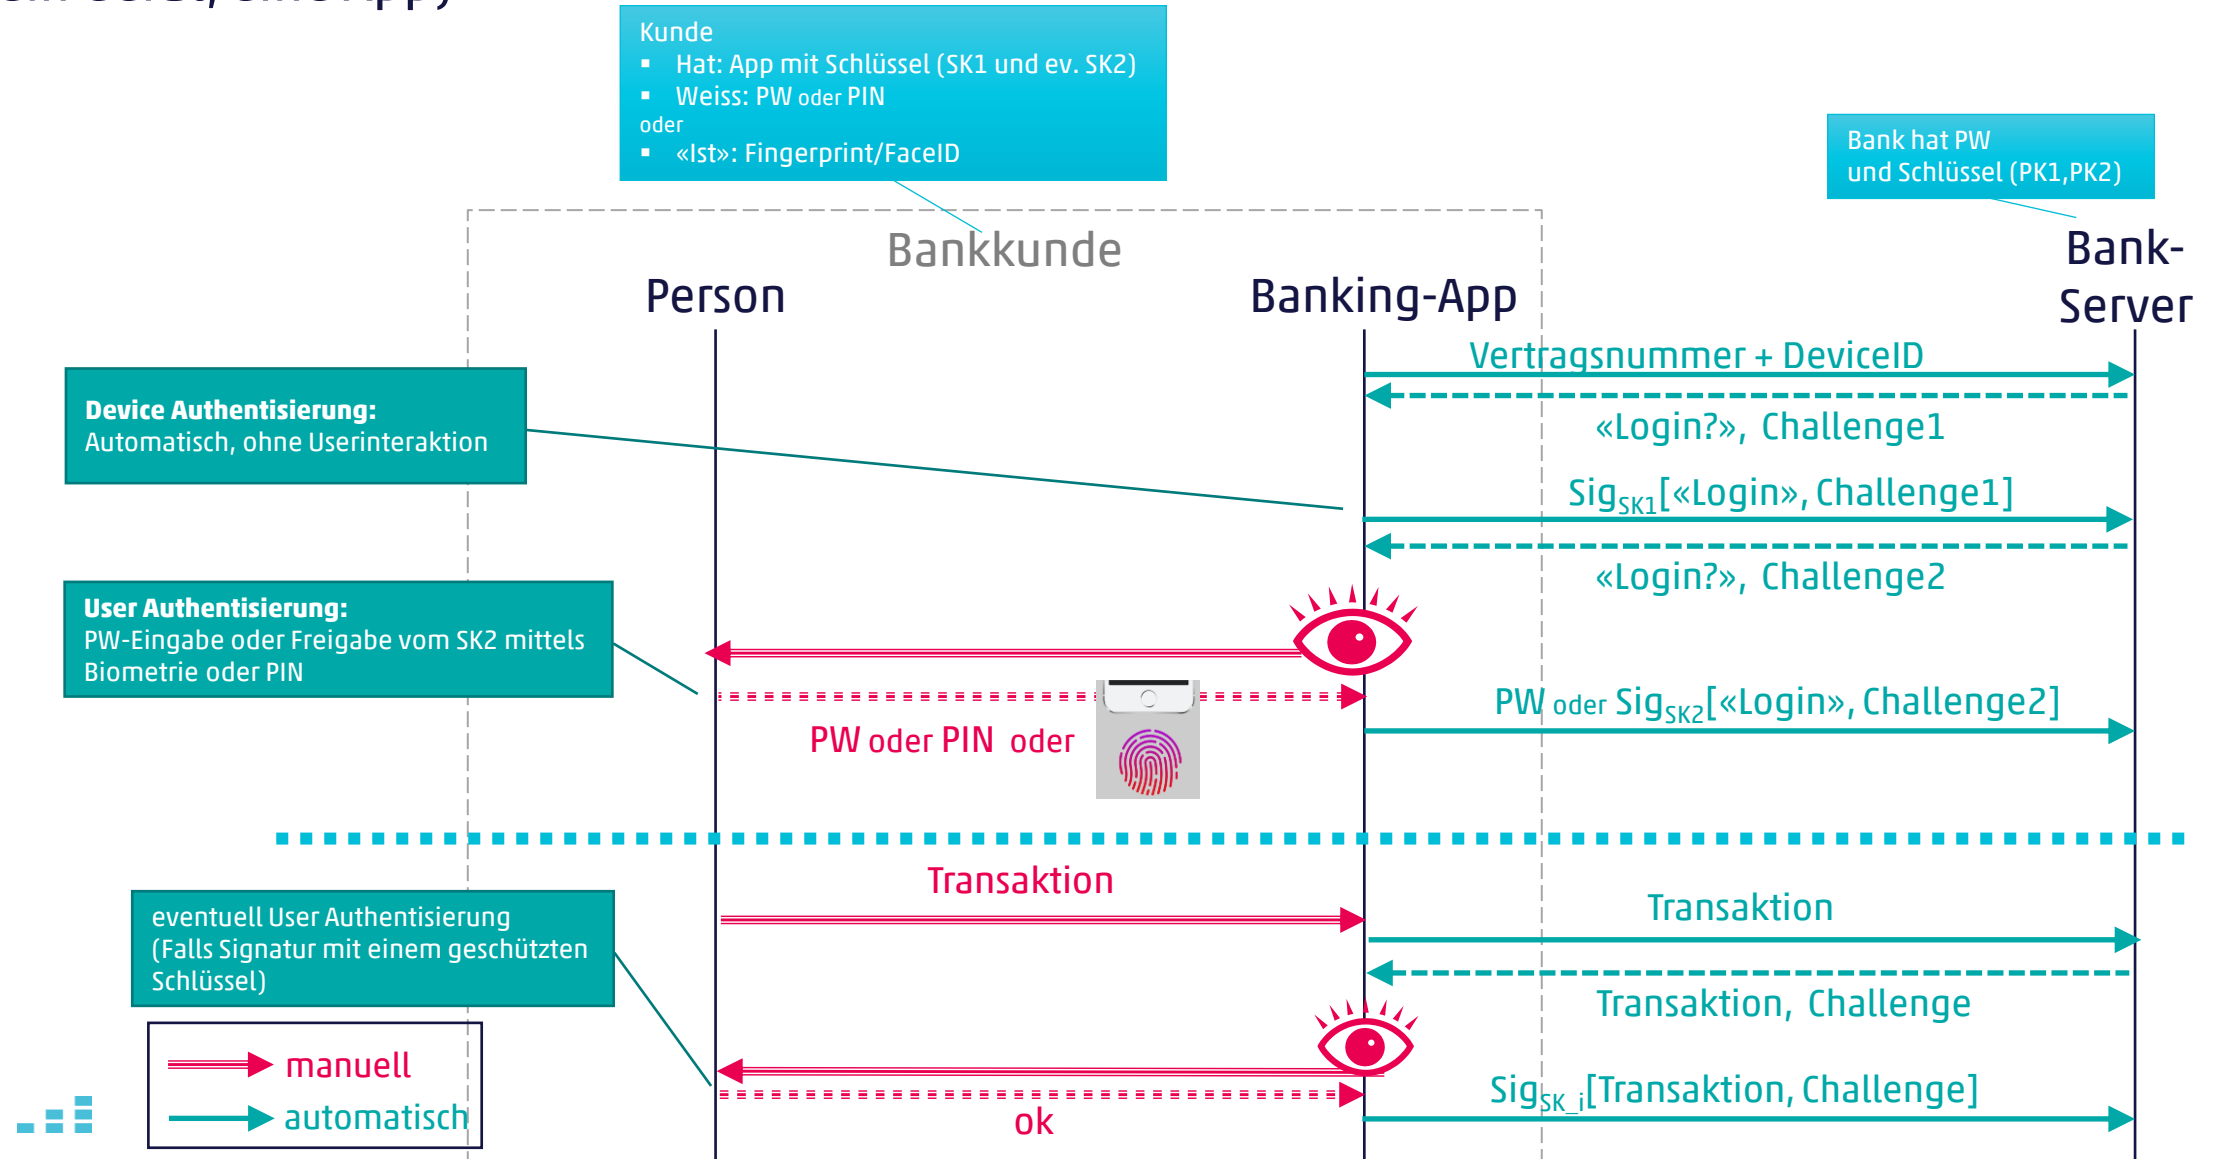 Kunde
▪ Hat: App mit Schlüssel (SK1 und ev. SK2)
▪ Weiss: PW oder PIN
oder
▪ «Ist»: Fingerprint/FaceID
Bank hat PW
und Schlüssel (PK1,PK2)
Bankkunde
Person
Banking-App
Bank-
Server
Vertragsnummer + DeviceID
«Login?», Challenge1
Device Authentisierung:
Automatisch, ohne Userinteraktion
SigSK1[«Login», Challenge1]
«Login?», Challenge2
User Authentisierung:
PW-Eingabe oder Freigabe vom SK2 mittels
Biometrie oder PIN
PW oder PIN oder
PW oder SigSK2[«Login», Challenge2]
Transaktion
Transaktion
eventuell User Authentisierung
(Falls Signatur mit einem geschützten
Schlüssel)
Transaktion, Challenge
ok
SigSK_i[Transaktion, Challenge]
manuell
automatisch